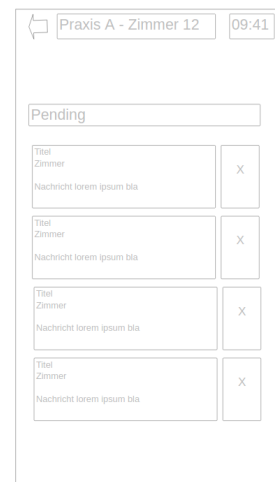 Praxis A - Zimmer 12 09:41
Pending
Titel
Zimmer
Nachricht lorem ipsum bla
x
Titel
Zimmer
Nachricht lorem ipsum bla
x
Titel
Zimmer
Nachricht lorem ipsum bla
x
Titel
Zimmer
Nachricht lorem ipsum bla
x